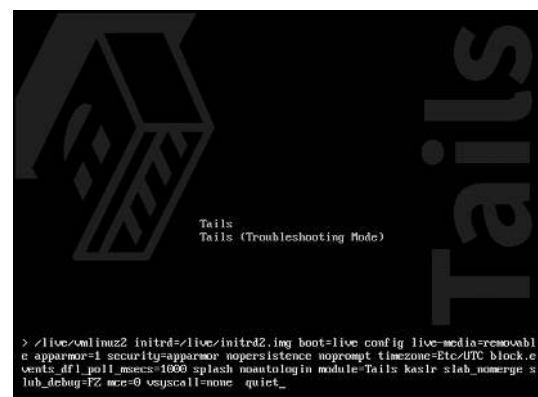 Tails
Tails
Tails (Troubleshooting Mode)
> /live/vmlinuz2 initrd=/live/initrd2.img boot=live config live-media=removabl
e apparmor=1 security=apparmor nopersistence noprompt timezone=Etc/UTC block.e
vents_dfl_poll_msecs=1000 splash noautologin module=Tails kaslr slab_nomerge s
lub_debug=FZ mce=0 vsyscall=none  quiet_